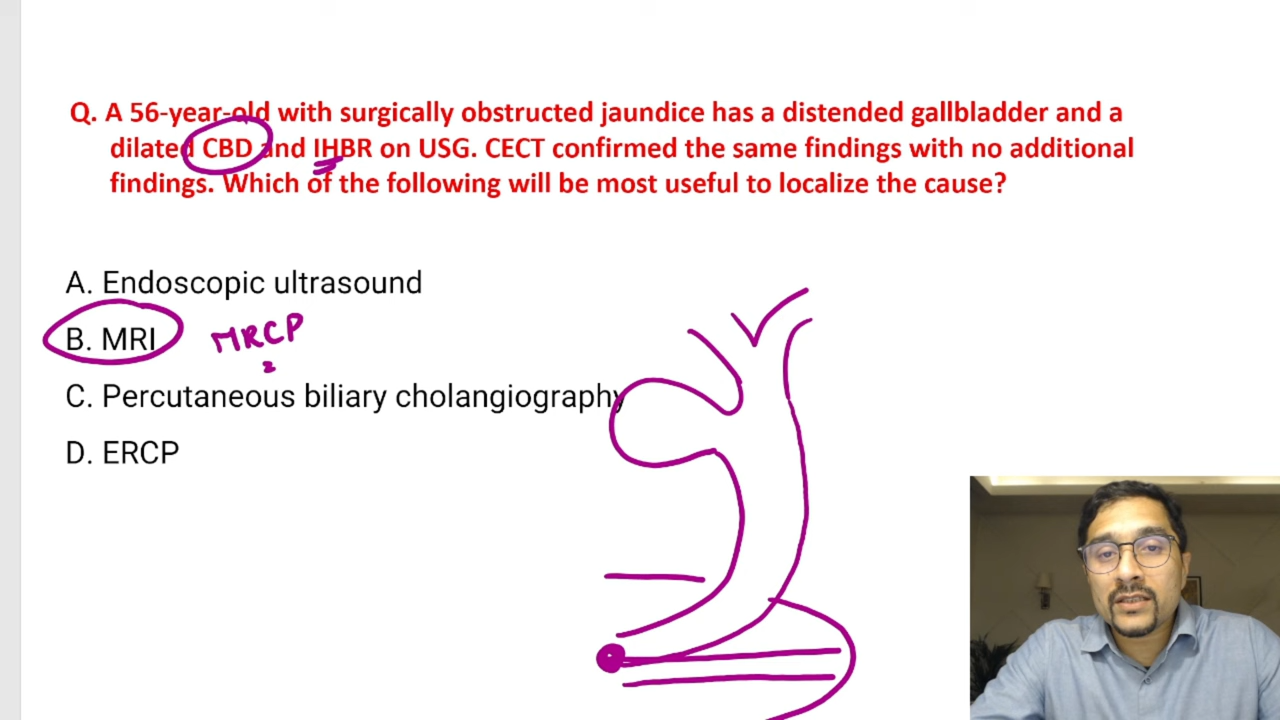 Q. A 56-year-old with surgically obstructed jaundice has a distended gallbladder and a
dilated CBD and IHBR on USG. CECT confirmed the same findings with no additional
findings. Which of the following will be most useful to localize the cause?
A. Endoscopic ultrasound
B. MRI MRCP
C. Percutaneous biliary cholangiography
D. ERCP